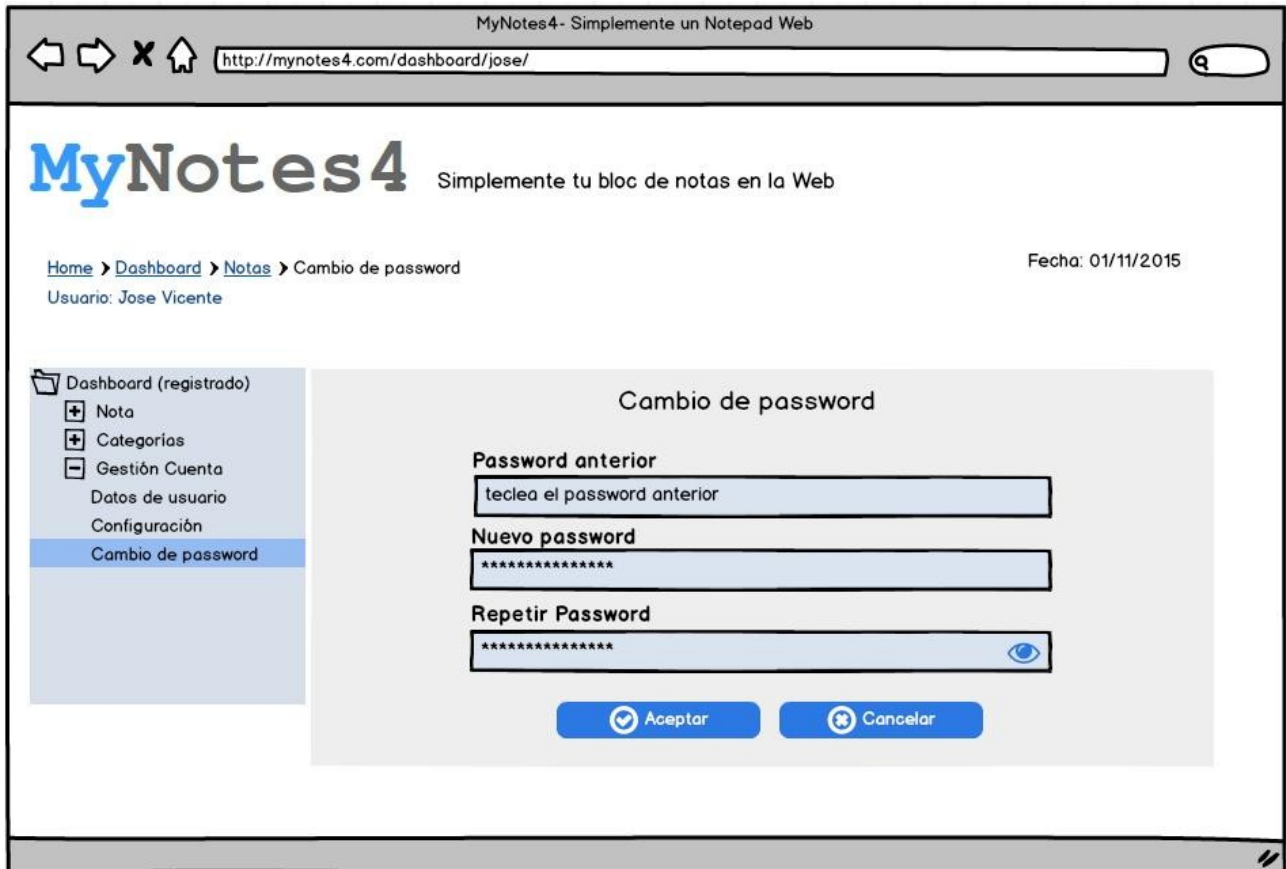 MyNotes4- Simplemente un Notepad Web
http://mynotes4.com/dashboard/jose/
MyNotes4 Simplemente tu bloc de notas en la Web
Home > Dashboard > Notas > Cambio de password
Fecha: 01/11/2015
Usuario: Jose Vicente
Dashboard (registrado)
Nota
Categorías
Gestión Cuenta
Datos de usuario
Configuración
Cambio de password
Cambio de password
Password anterior
teclea el password anterior
Nuevo password
***************
Repetir Password
***************
Aceptar
Cancelar